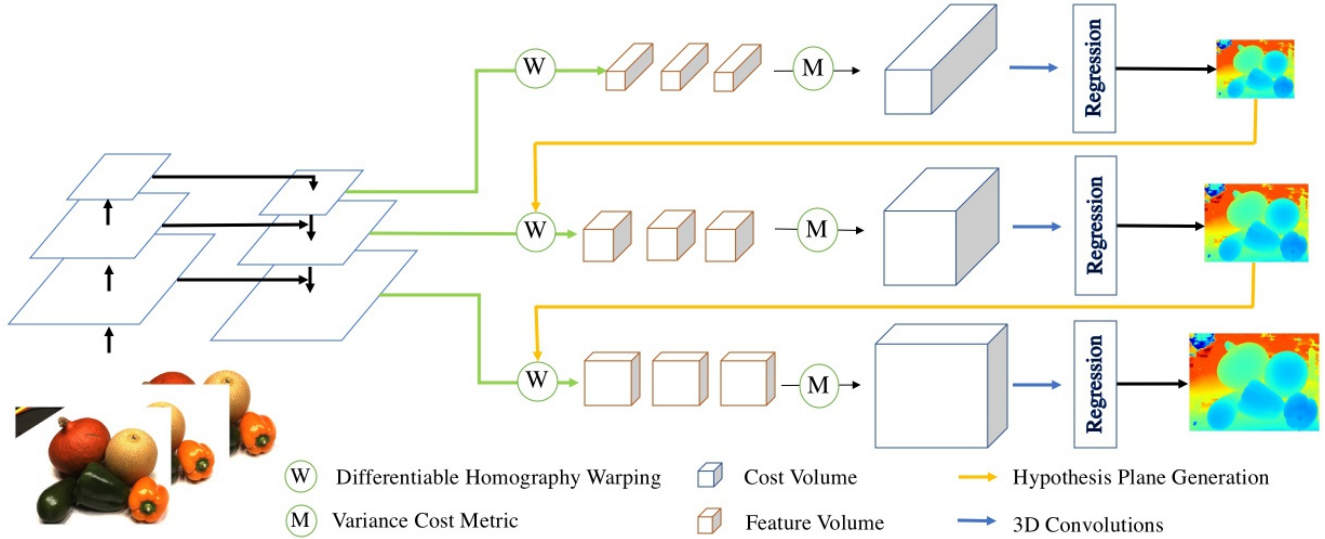 W
M
Regression
W
M
Regression
W
M
Regression
W Differentiable Homography Warping
Cost Volume
Hypothesis Plane Generation
M Variance Cost Metric
Feature Volume
3D Convolutions